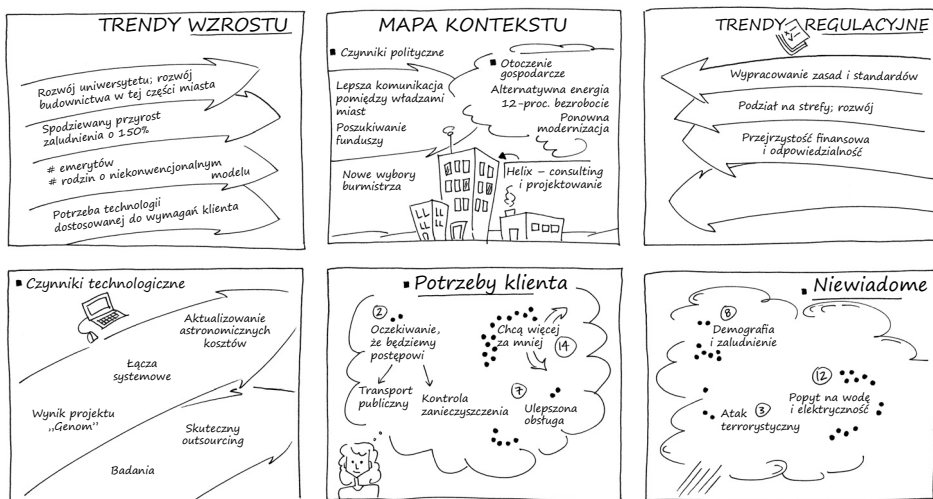 TRENDY WZROSTU
Rozwój uniwersytetu; rozwój
budownictwa w tej części miasta
Spodziewany przyrost
zaludnienia o 150%
# emerytów
# rodzin o niekonwencjonalnym
modelu
Potrzeba technologii
dostosowanej do wymagań klienta
MAPA KONTEKSTU
Czynniki polityczne
Lepsza komunikacja
pomiędzy władzami
miast
Poszukiwanie
funduszy
Nowe wybory
burmistrza
Otoczenie
gospodarcze
Alternatywna energia
12-proc. bezrobocie
Ponowna
modernizacja
Helix – consulting
i projektowanie
TRENDY REGULACYJNE
Wypracowanie zasad i standardów
Podział na strefy; rozwój
Przejrzystość finansowa
i odpowiedzialność
Czynniki technologiczne
Aktualizowanie
astronomicznych
kosztów
Łącza
systemowe
Wynik projektu
„Genom”
Skuteczny
outsourcing
Badania
Potrzeby klienta
2
Oczekiwanie,
że będziemy
postępowi
Transport
publiczny
Kontrola
zanieczyszczenia
Chcą więcej
za mniej
14
7
Ulepszona
obsługa
Niewiadome
8
Demografia
i zaludnienie
12
Popyt na wodę
i elektryczność
Atak 3
terrorystyczny